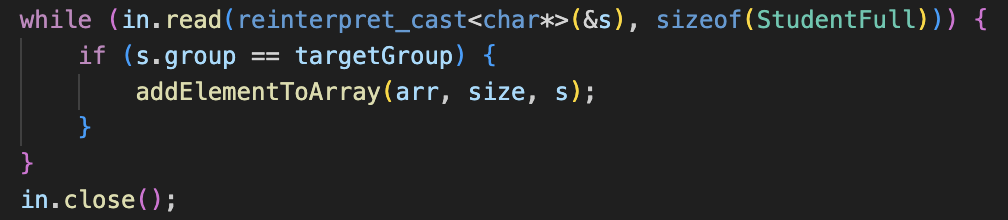 while (in.read(reinterpret_cast<char*>(&s), sizeof(StudentFull))) {
    if (s.group == targetGroup) {
        addElementToArray(arr, size, s);
    }
}
in.close();